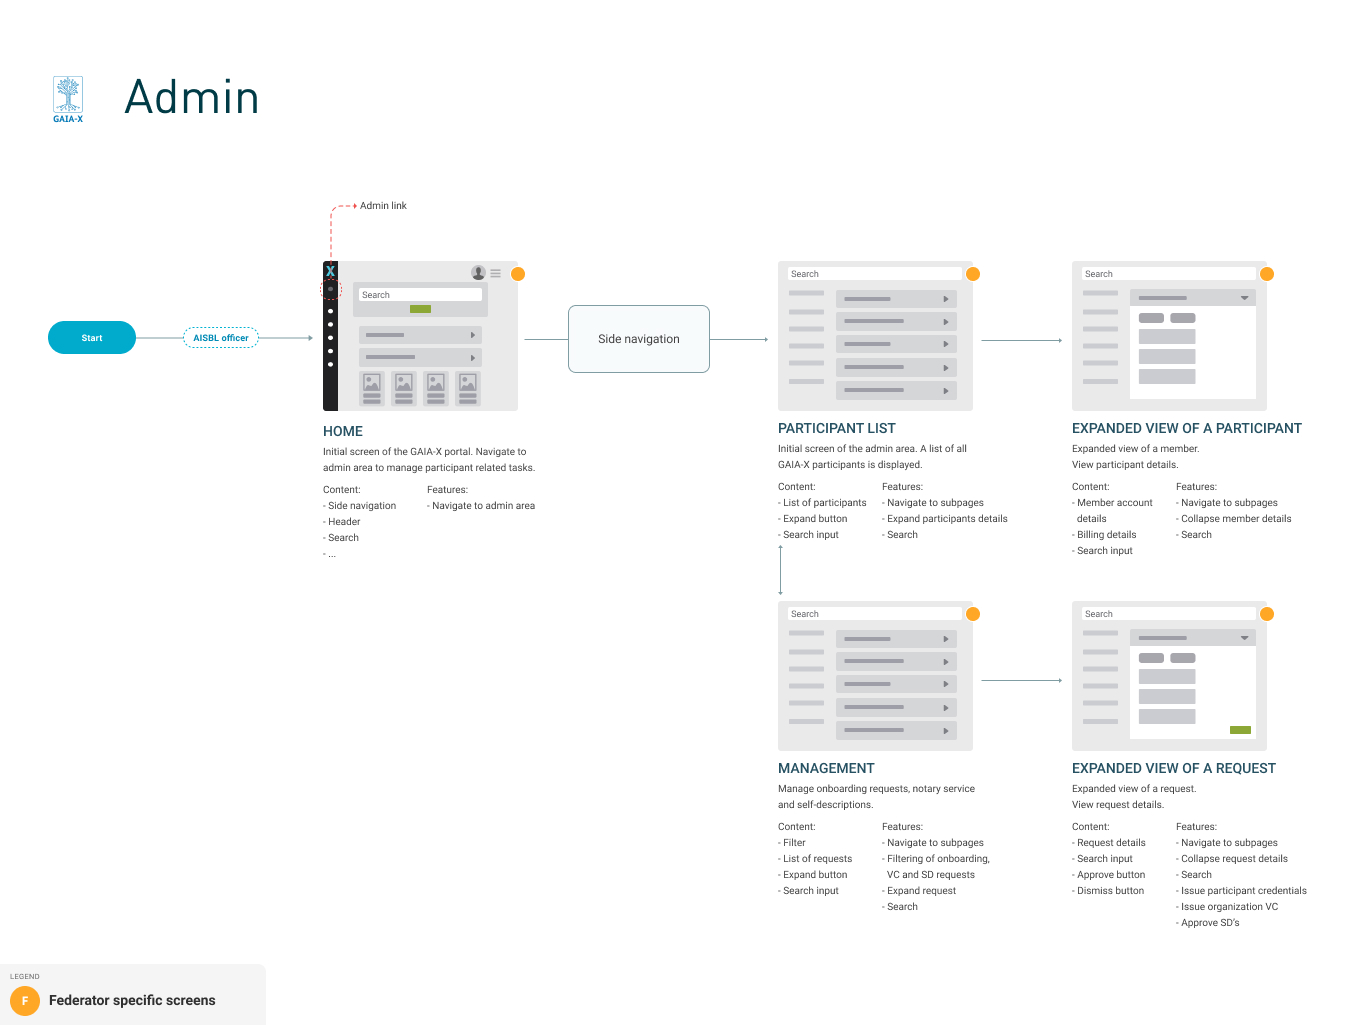 GAIA-X
Admin
Admin link
X
Search
Start
AISBL officer
Side navigation
HOME
Initial screen of the GAIA-X portal. Navigate to
admin area to manage participant related tasks.
Content:
- Side navigation
- Header
- Search
- ...
Features:
- Navigate to admin area
Search
PARTICIPANT LIST
Initial screen of the admin area. A list of all
GAIA-X participants is displayed.
Content:
- List of participants
- Expand button
- Search input
Features:
- Navigate to subpages
- Expand participants details
- Search
Search
EXPANDED VIEW OF A PARTICIPANT
Expanded view of a member.
View participant details.
Content:
- Member account
details
- Billing details
- Search input
Features:
- Navigate to subpages
- Collapse member details
- Search
Search
MANAGEMENT
Manage onboarding requests, notary service
and self-descriptions.
Content:
- Filter
- List of requests
- Expand button
- Search input
Features:
- Navigate to subpages
- Filtering of onboarding,
VC and SD requests
- Expand request
- Search
Search
EXPANDED VIEW OF A REQUEST
Expanded view of a request.
View request details.
Content:
- Request details
- Search input
- Approve button
- Dismiss button
Features:
- Navigate to subpages
- Collapse request details
- Search
- Issue participant credentials
- Issue organization VC
- Approve SD's
LEGEND
F
Federator specific screens